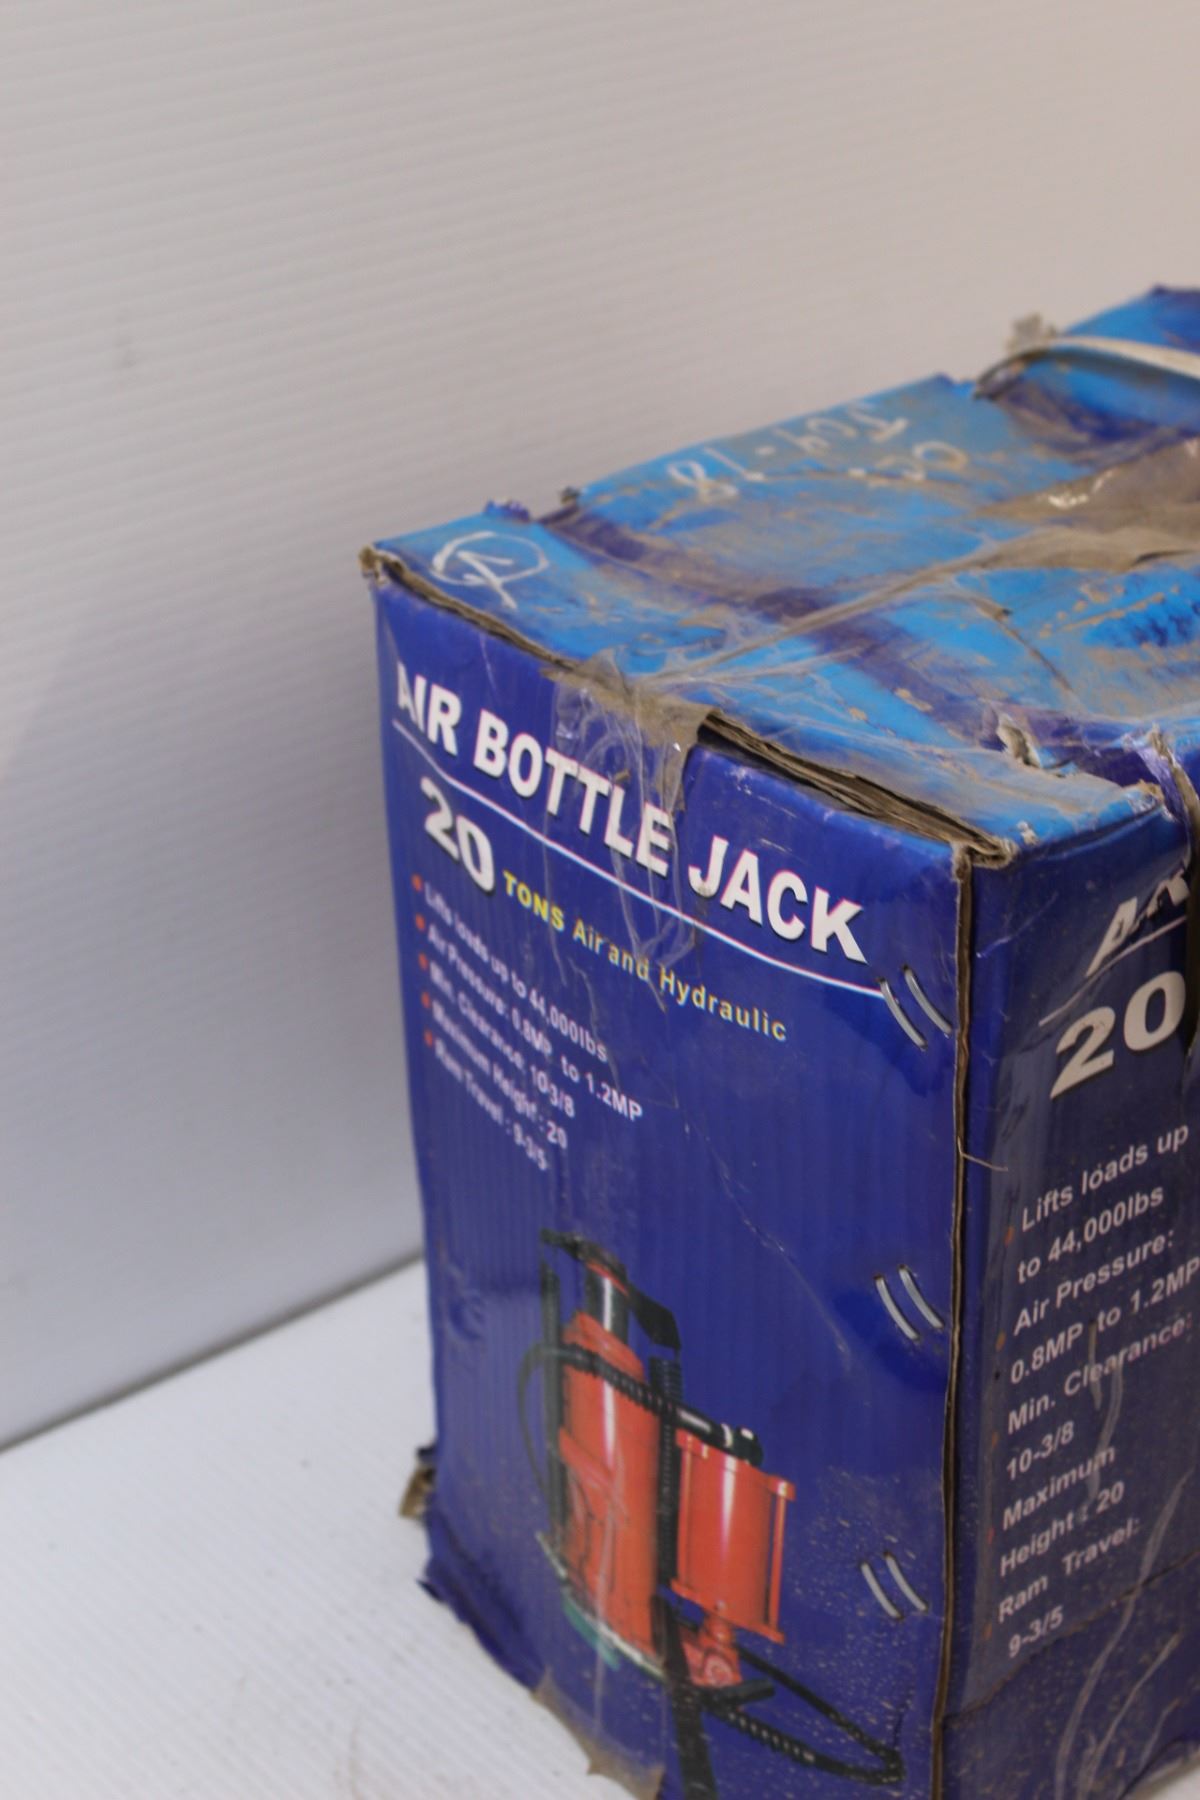 JC4-18
AIR BOTTLE JACK
20 TONS Air and Hydraulic
Lifts loads up to 44,000lbs
Air Pressure: 0.8MP to 1.2MP
Min. Clearance: 10-3/8
Maximum Height: 20
Ram Travel: 9-3/5
20
Lifts loads up
to 44,000lbs
Air Pressure:
0.8MP to 1.2MP
Min. Clearance:
10-3/8
Maximum
Height: 20
Ram Travel:
9-3/5